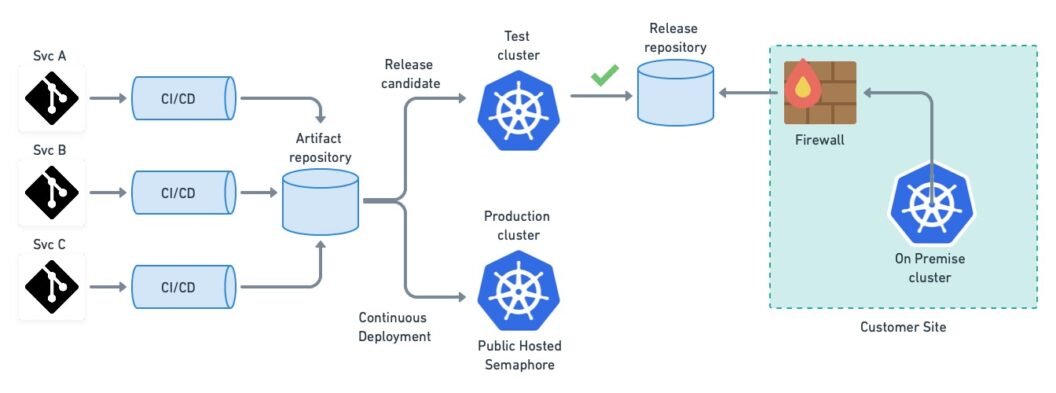 Svc A
CI/CD
Svc B
CI/CD
Svc C
CI/CD
Artifact
repository
Release
candidate
Continuous
Deployment
Test
cluster
Production
cluster
Public Hosted
Semaphore
Release
repository
Firewall
On Premise
cluster
Customer Site